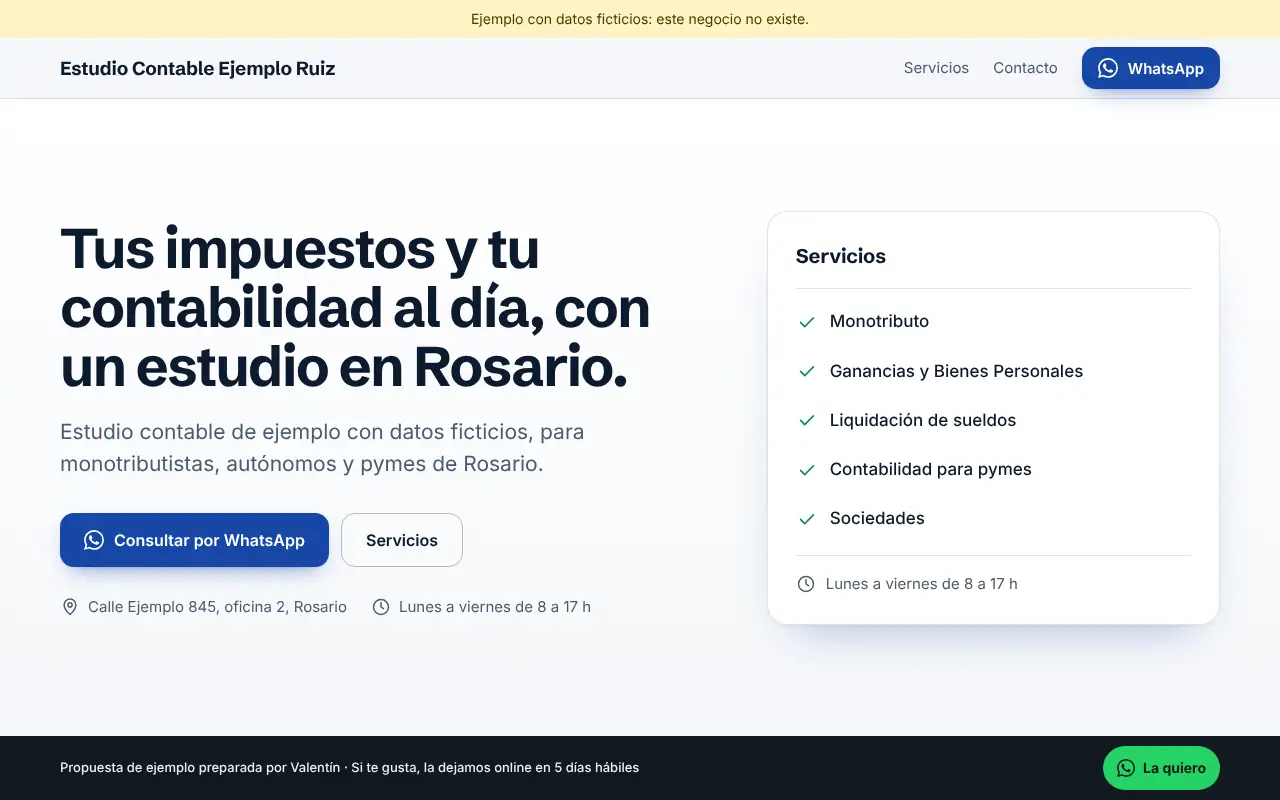 Ejemplo con datos ficticios: este negocio no existe.
Estudio Contable Ejemplo Ruiz
Servicios
Contacto
WhatsApp
Tus impuestos y tu
contabilidad al día, con
un estudio en Rosario.
Estudio contable de ejemplo con datos ficticios, para
monotributistas, autónomos y pymes de Rosario.
Consultar por WhatsApp
Servicios
Calle Ejemplo 845, oficina 2, Rosario
Lunes a viernes de 8 a 17 h
Servicios
Monotributo
Ganancias y Bienes Personales
Liquidación de sueldos
Contabilidad para pymes
Sociedades
Lunes a viernes de 8 a 17 h
Propuesta de ejemplo preparada por Valentín · Si te gusta, la dejamos online en 5 días hábiles
La quiero